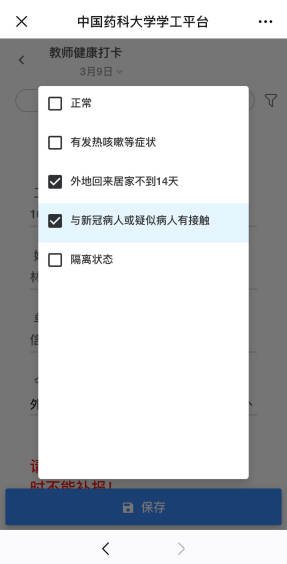 中国药科大学学工平台
教师健康打卡
3月9日
正常
有发热咳嗽等症状
外地回来居家不到14天
与新冠病人或疑似病人有接触
隔离状态
林
信
外
时不能补报！
保存